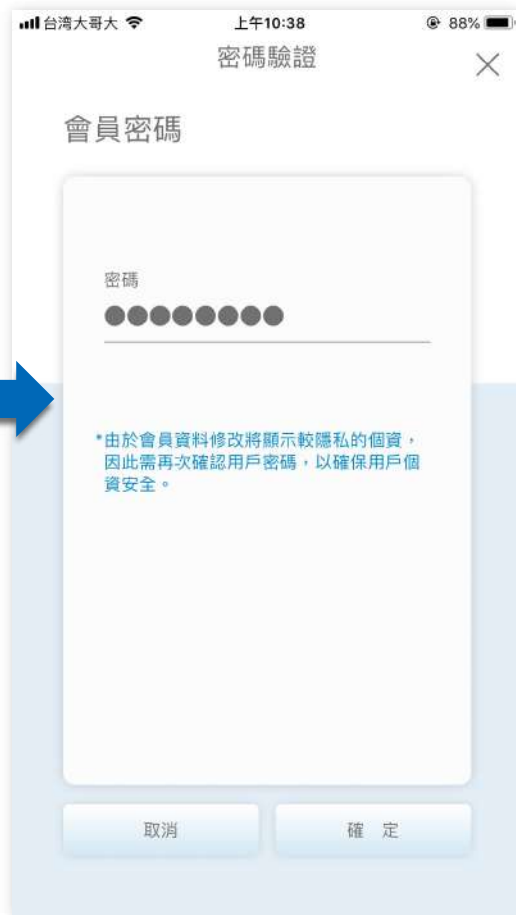 台灣大哥大 上午10:38 88%
密碼驗證
會員密碼
密碼
●●●●●●●●
*由於會員資料修改將顯示較隱私的個資，
因此需再次確認用戶密碼，以確保用戶個
資安全。
取消 確 定